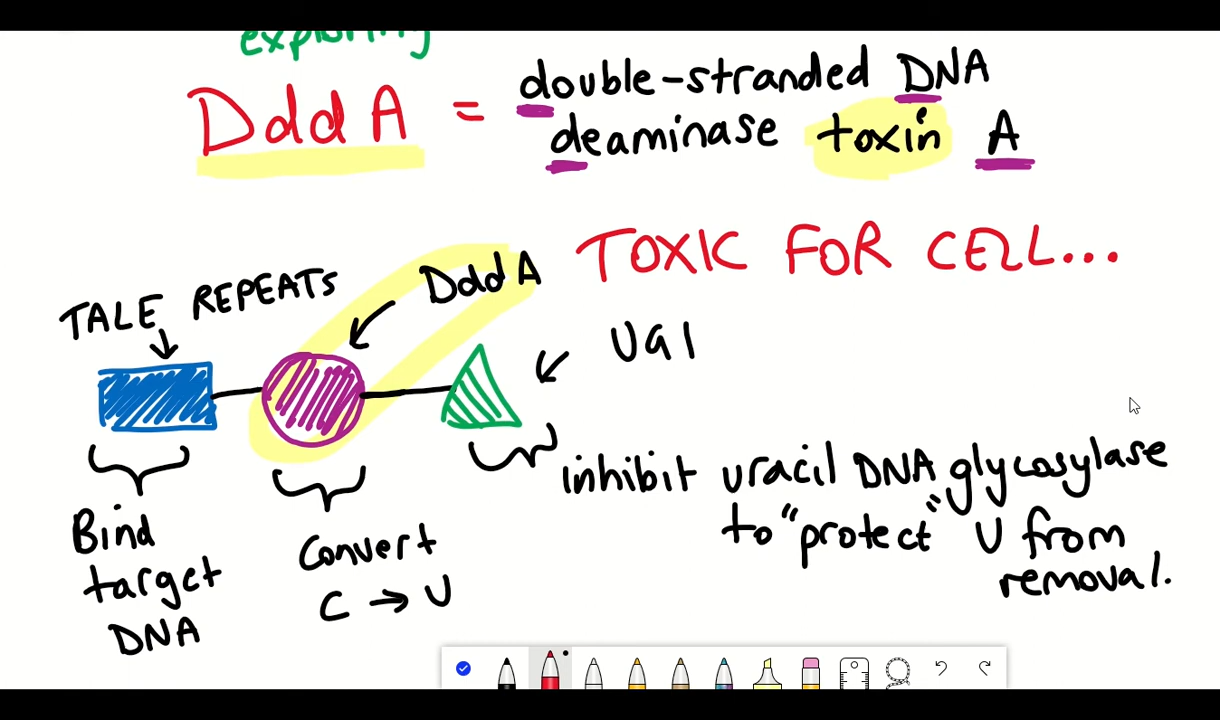 exploring
DddA = double-stranded DNA
deaminase toxin A
TOXIC FOR CELL...
TALE REPEATS
DddA
UGI
Bind
target
DNA
Convert
C → U
inhibit uracil DNA glycosylase
to "protect" U from
removal.